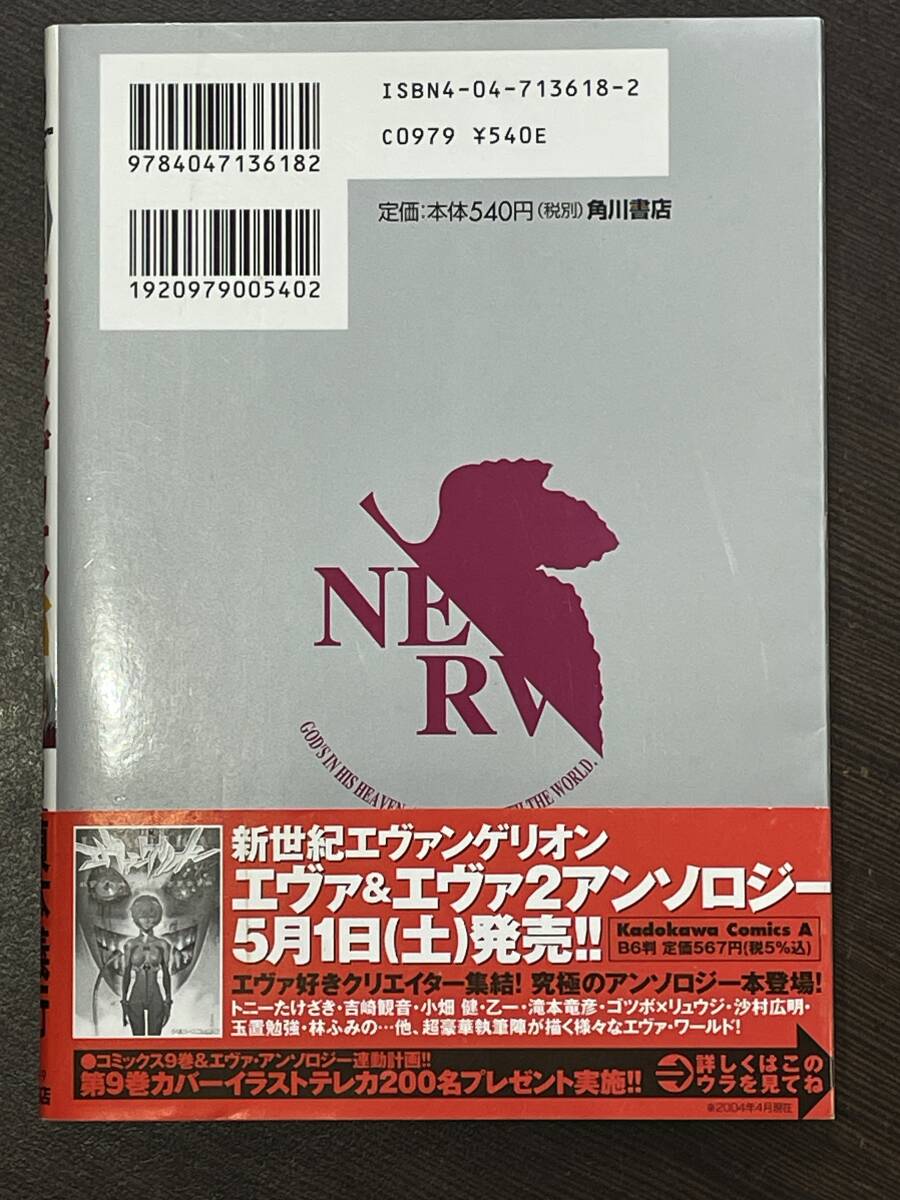 ISBN4-04-713618-2
C0979 ¥540E
9784047136182
定価:本体540円(税別)角川書店
1920979005402
NERV
GOD'S IN HIS HEAVEN THE WORLD.
新世紀エヴァンゲリオン
エヴァ&エヴァ2アンソロジー
5月1日(土)発売!!
Kadokawa Comics A
B6判 定価567円(税5%込)
エヴァ好きクリエイター集結! 究極のアンソロジー本登場!
トニーたけざき・吉崎観音・小畑 健・乙一・滝本竜彦・ゴツボ×リュウジ・沙村広明・
玉置勉強・林ふみの…他、超豪華執筆陣が描く様々なエヴァ・ワールド!
●コミックス9巻&エヴァ・アンソロジー連動計画!!
第9巻カバーイラストテレカ200名プレゼント実施!!
詳しくはこの
ウラを見てね
※2004年4月現在